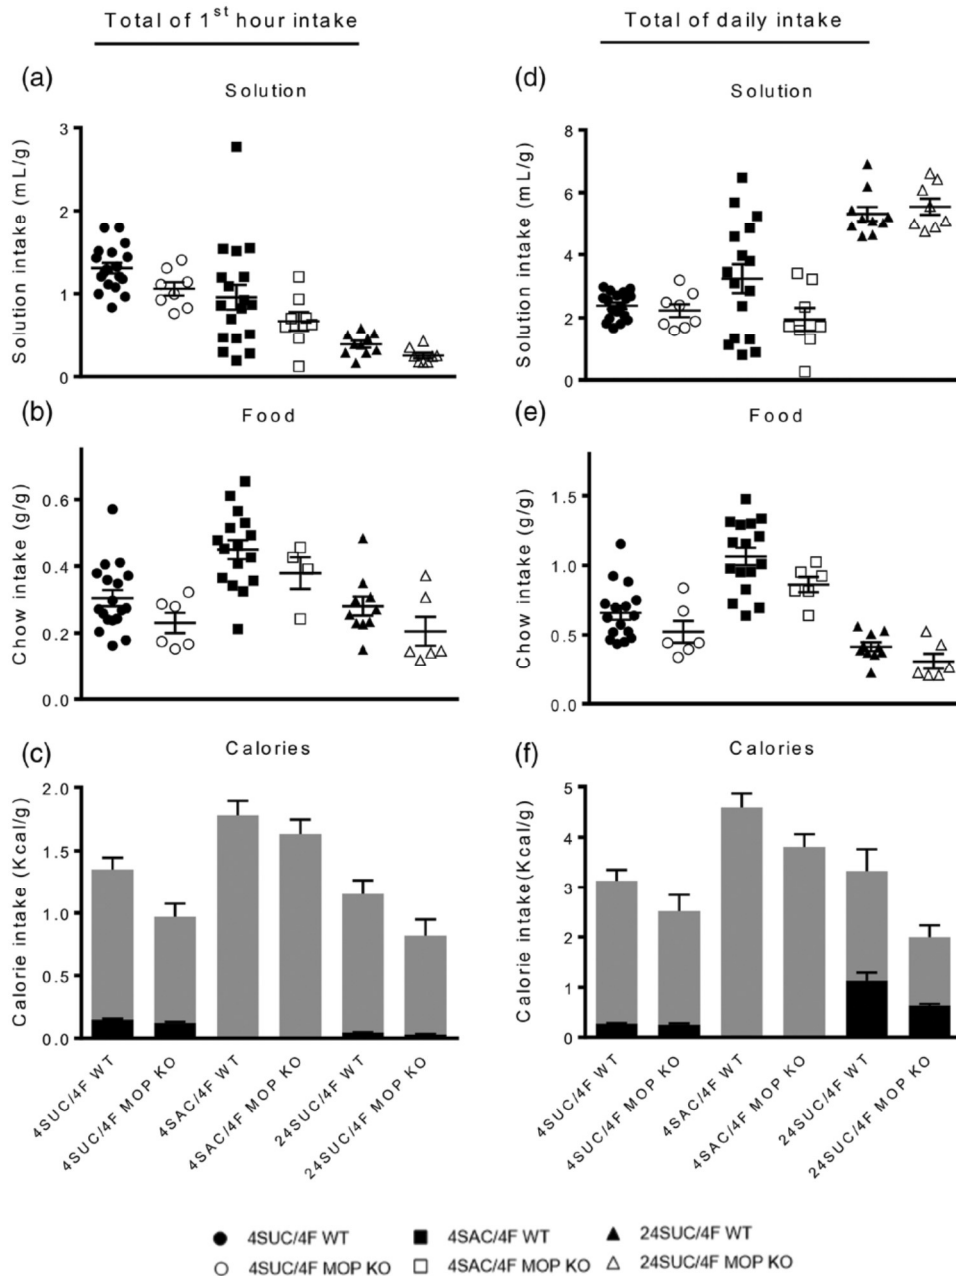 Total of 1st hour intake
Total of daily intake
(a)
Solution
Solution intake (mL/g)
3
2
1
0
(d)
Solution
Solution intake (mL/g)
8
6
4
2
0
(b)
Food
Chow intake (g/g)
0.6
0.4
0.2
0.0
(e)
Food
Chow intake (g/g)
1.5
1.0
0.5
0.0
(c)
Calories
Calorie intake (Kcal/g)
2.0
1.5
1.0
0.5
0.0
4SUC/4F WT
4SUC/4F MOP KO
4SAC/4F WT
4SAC/4F MOP KO
24SUC/4F WT
24SUC/4F MOP KO
(f)
Calories
Calorie intake(Kcal/g)
5
4
3
2
1
0
4SUC/4F WT
4SUC/4F MOP KO
4SAC/4F WT
4SAC/4F MOP KO
24SUC/4F WT
24SUC/4F MOP KO
4SUC/4F WT
4SAC/4F WT
24SUC/4F WT
4SUC/4F MOP KO
4SAC/4F MOP KO
24SUC/4F MOP KO